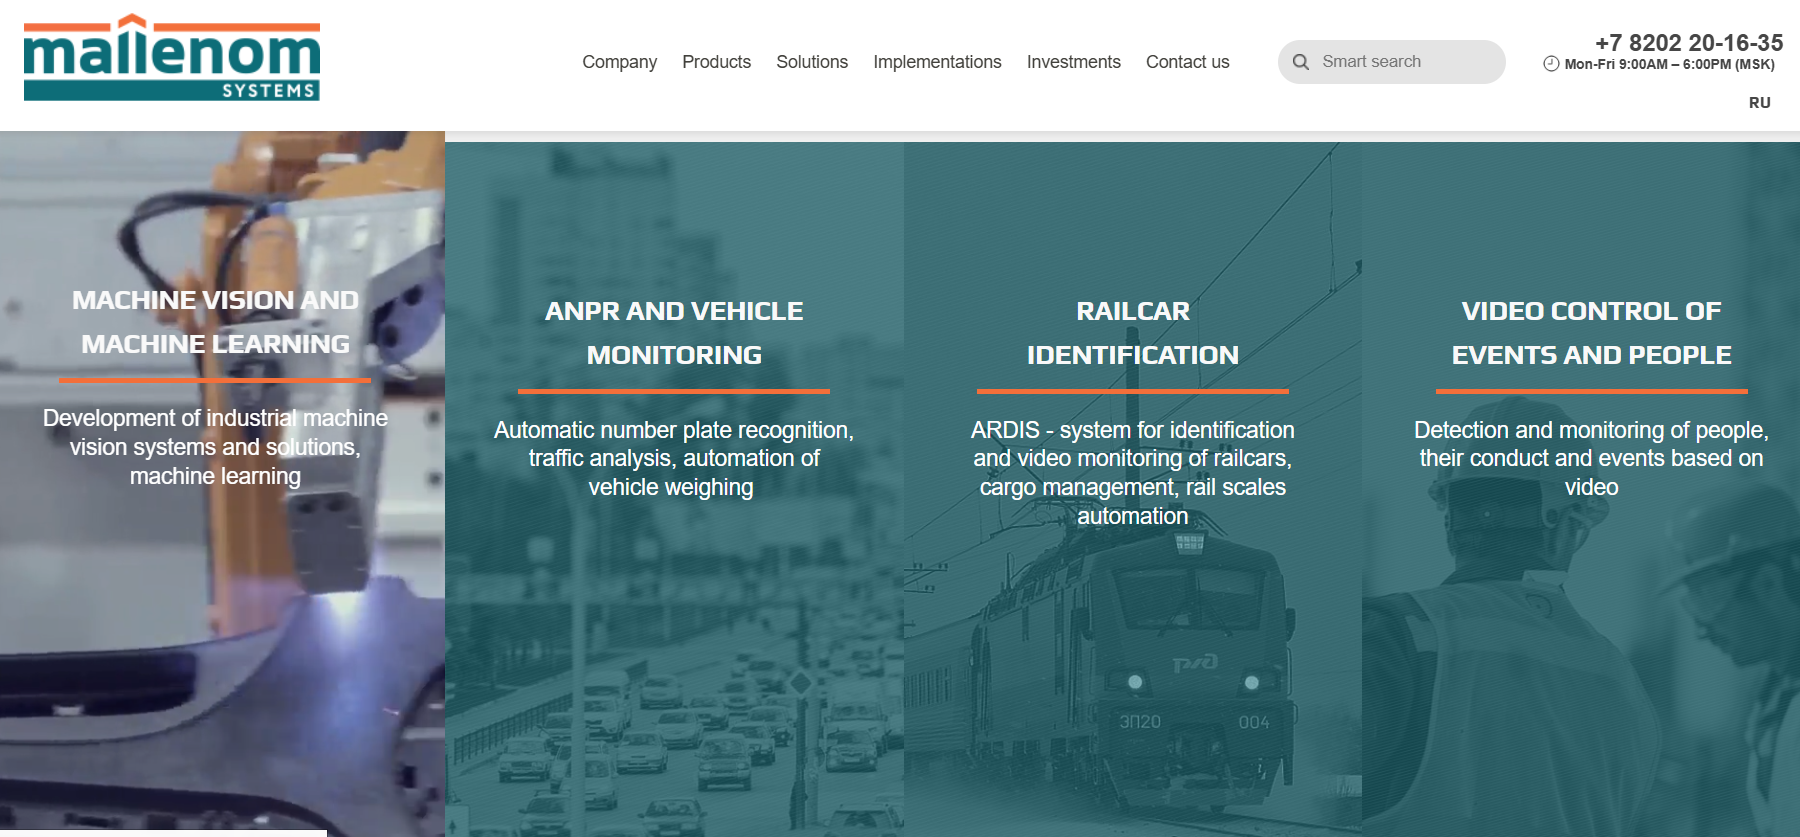 mallenom
SYSTEMS
Company Products Solutions Implementations Investments Contact us
Smart search
+7 8202 20-16-35
Mon-Fri 9:00AM – 6:00PM (MSK)
RU
MACHINE VISION AND
MACHINE LEARNING
Development of industrial machine
vision systems and solutions,
machine learning
ANPR AND VEHICLE
MONITORING
Automatic number plate recognition,
traffic analysis, automation of
vehicle weighing
RAILCAR
IDENTIFICATION
ARDIS - system for identification
and video monitoring of railcars,
cargo management, rail scales
automation
РЖД
ЭП20 004
VIDEO CONTROL OF
EVENTS AND PEOPLE
Detection and monitoring of people,
their conduct and events based on
video